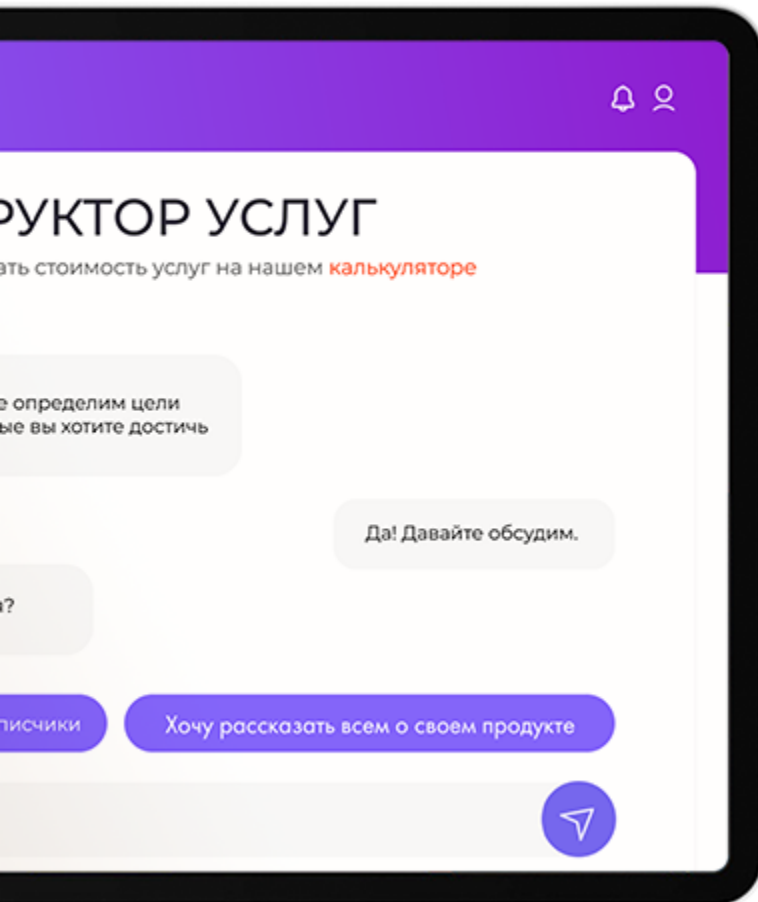 РУКТОР УСЛУГ
ать стоимость услуг на нашем калькуляторе
е определим цели
ые вы хотите достичь
Да! Давайте обсудим.
я?
писчики
Хочу рассказать всем о своем продукте